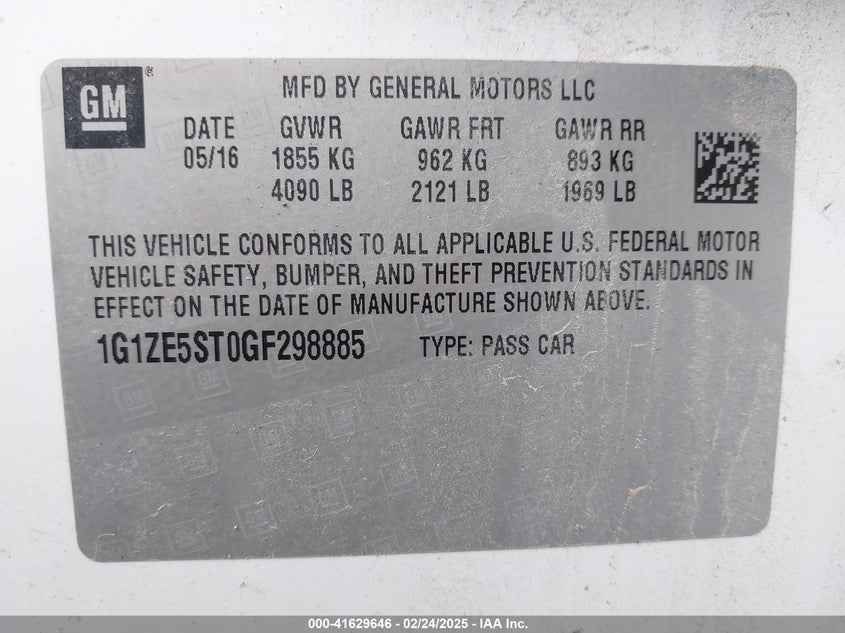 GM ®
MFD BY GENERAL MOTORS LLC
DATE GVWR GAWR FRT GAWR RR
05/16 1855 KG 962 KG 893 KG
4090 LB 2121 LB 1969 LB
THIS VEHICLE CONFORMS TO ALL APPLICABLE U.S. FEDERAL MOTOR
VEHICLE SAFETY, BUMPER, AND THEFT PREVENTION STANDARDS IN
EFFECT ON THE DATE OF MANUFACTURE SHOWN ABOVE.
1G1ZE5ST0GF298885 TYPE: PASS CAR
000-41629646 - 02/24/2025 - IAA Inc.